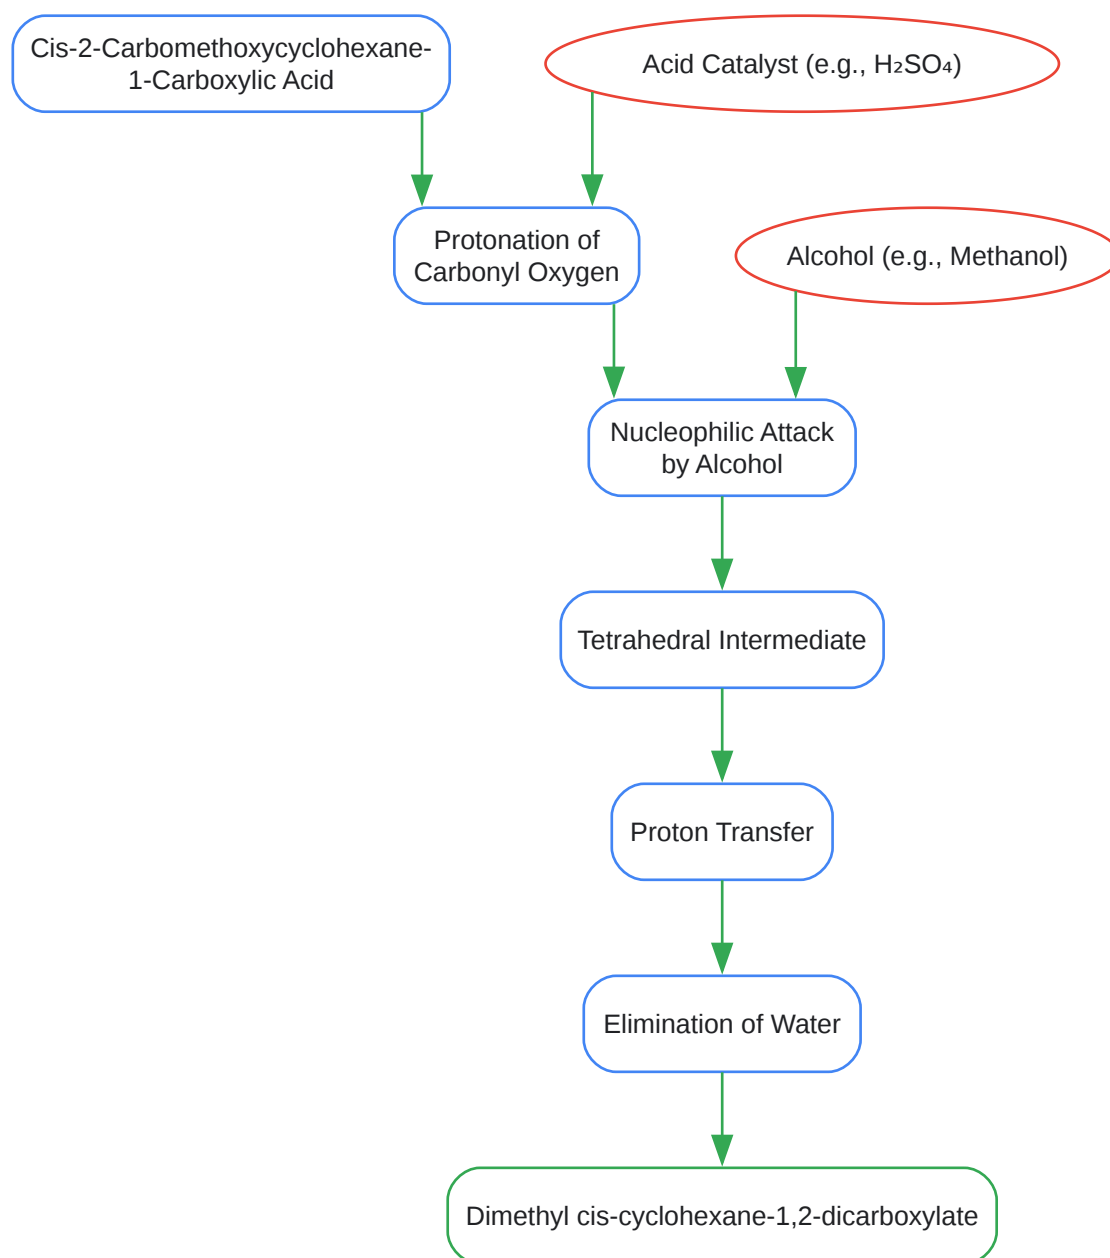 Cis-2-Carbomethoxycyclohexane-
1-Carboxylic Acid
Acid Catalyst (e.g., H₂SO₄)
Protonation of
Carbonyl Oxygen
Alcohol (e.g., Methanol)
Nucleophilic Attack
by Alcohol
Tetrahedral Intermediate
Proton Transfer
Elimination of Water
Dimethyl cis-cyclohexane-1,2-dicarboxylate